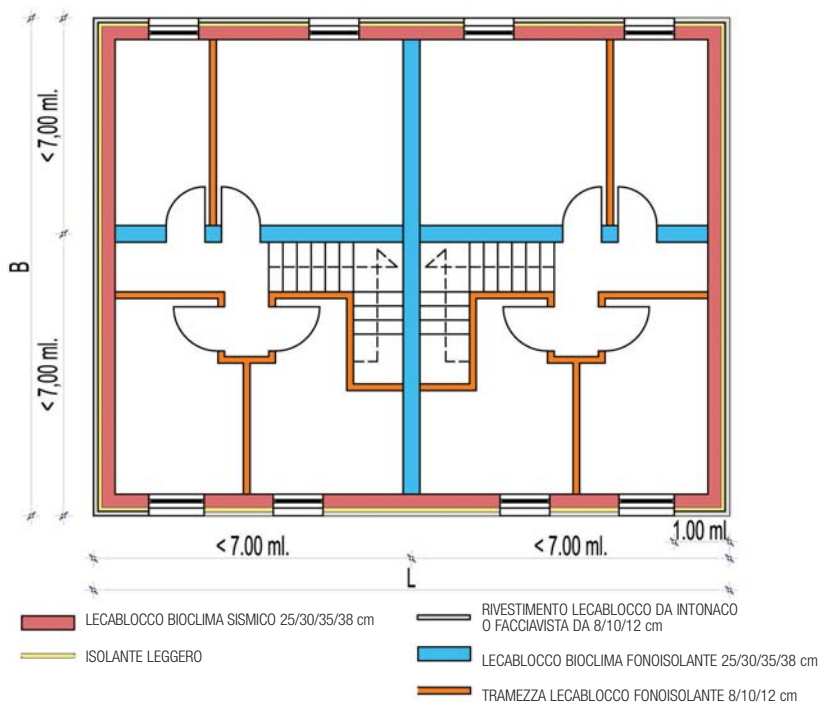 < 7,00 ml.
B
< 7,00 ml.
1.00 ml
< 7.00 ml.
< 7.00 ml.
L
LECABLOCCO BIOCLIMA SISMICO 25/30/35/38 cm
ISOLANTE LEGGERO
RIVESTIMENTO LECABLOCCO DA INTONACO
O FACCIAVISTA DA 8/10/12 cm
LECABLOCCO BIOCLIMA FONOISOLANTE 25/30/35/38 cm
TRAMEZZA LECABLOCCO FONOISOLANTE 8/10/12 cm